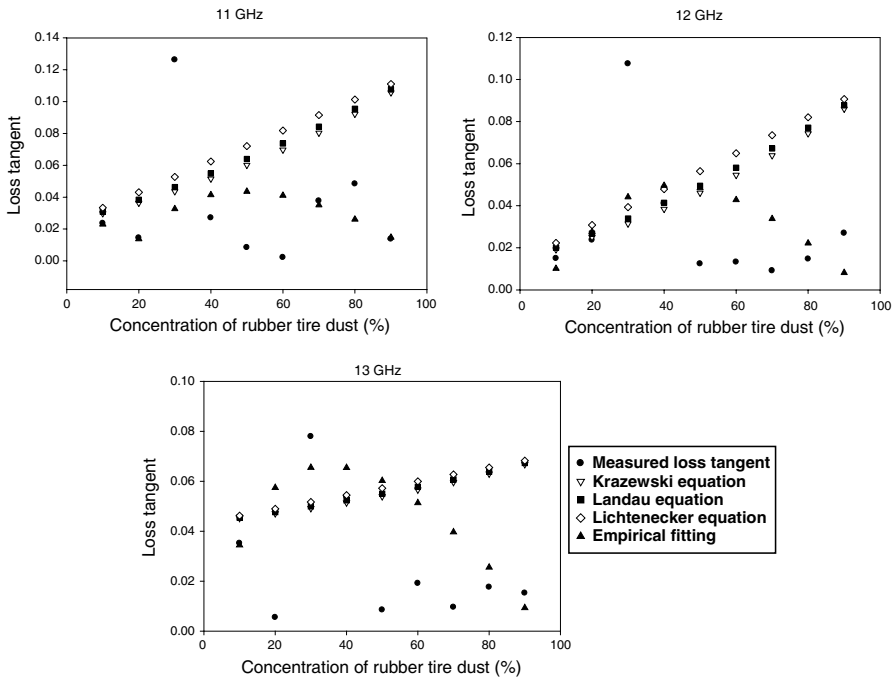 11 GHz
0.14
0.12
0.10
0.08
0.06
0.04
0.02
0.00
Loss tangent
0 20 40 60 80 100
Concentration of rubber tire dust (%)
12 GHz
0.12
0.10
0.08
0.06
0.04
0.02
0.00
Loss tangent
0 20 40 60 80 100
Concentration of rubber tire dust (%)
13 GHz
0.10
0.08
0.06
0.04
0.02
0.00
Loss tangent
0 20 40 60 80 100
Concentration of rubber tire dust (%)
Measured loss tangent
Krazewski equation
Landau equation
Lichtenecker equation
Empirical fitting